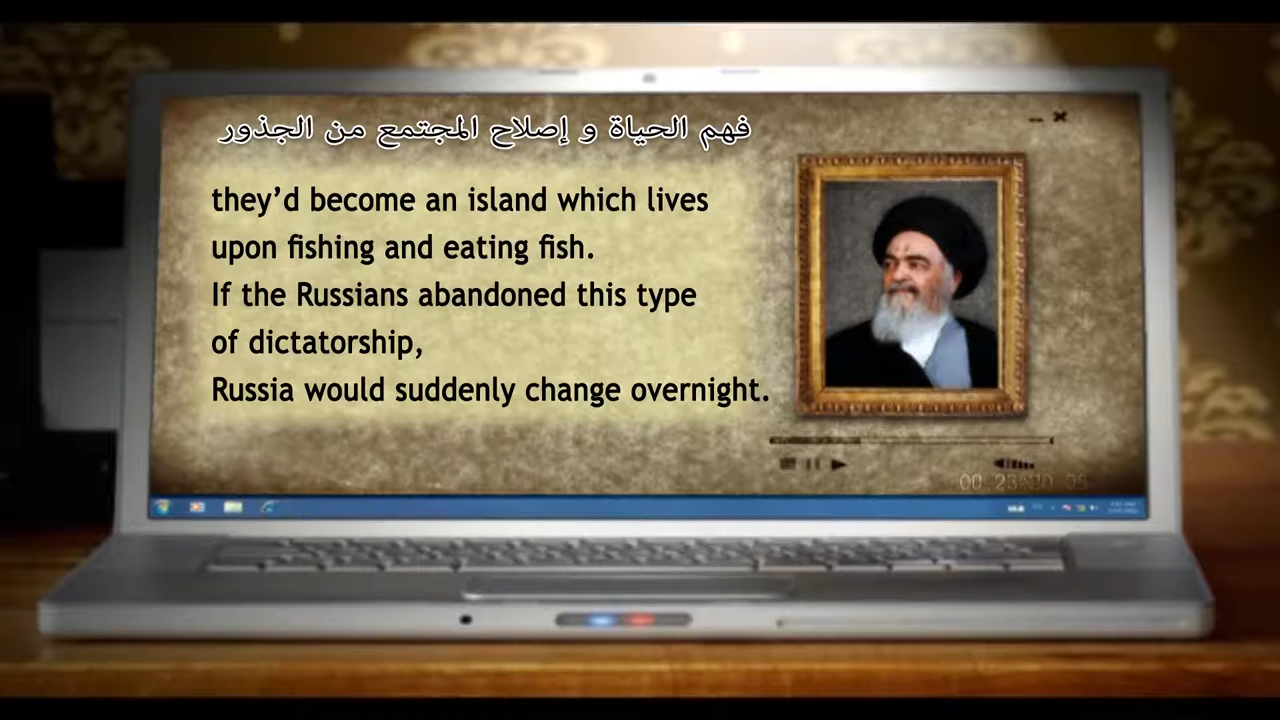 فهم الحياة و إصلاح المجتمع من الجذور
they’d become an island which lives
upon fishing and eating fish.
If the Russians abandoned this type
of dictatorship,
Russia would suddenly change overnight.